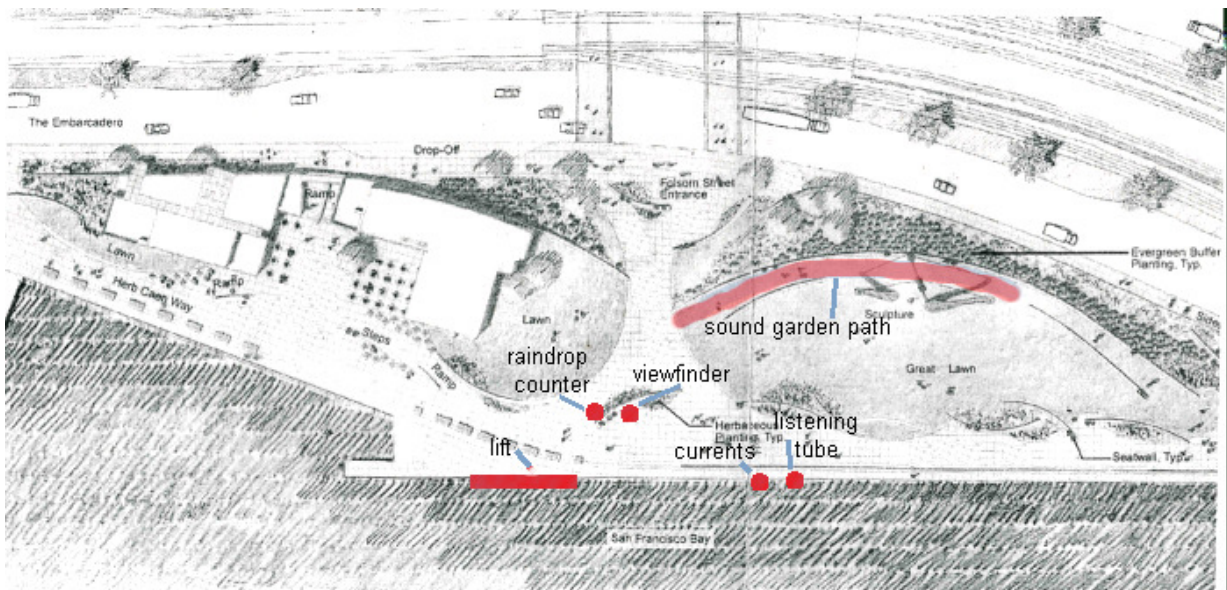 The Embarcadero
Drop-Off
Ramp
Folsom Street
Entrance
Evergreen Buffer
Planting, Typ.
Lawn
Ramp
Herb Caen Way
Sculpture
sound garden path
Lawn
Steps
raindrop
counter
viewfinder
Ramp
Great Lawn
Herbaceous
Planting, Typ.
listening
tube
currents
lift
Seatwall, Typ.
San Francisco Bay